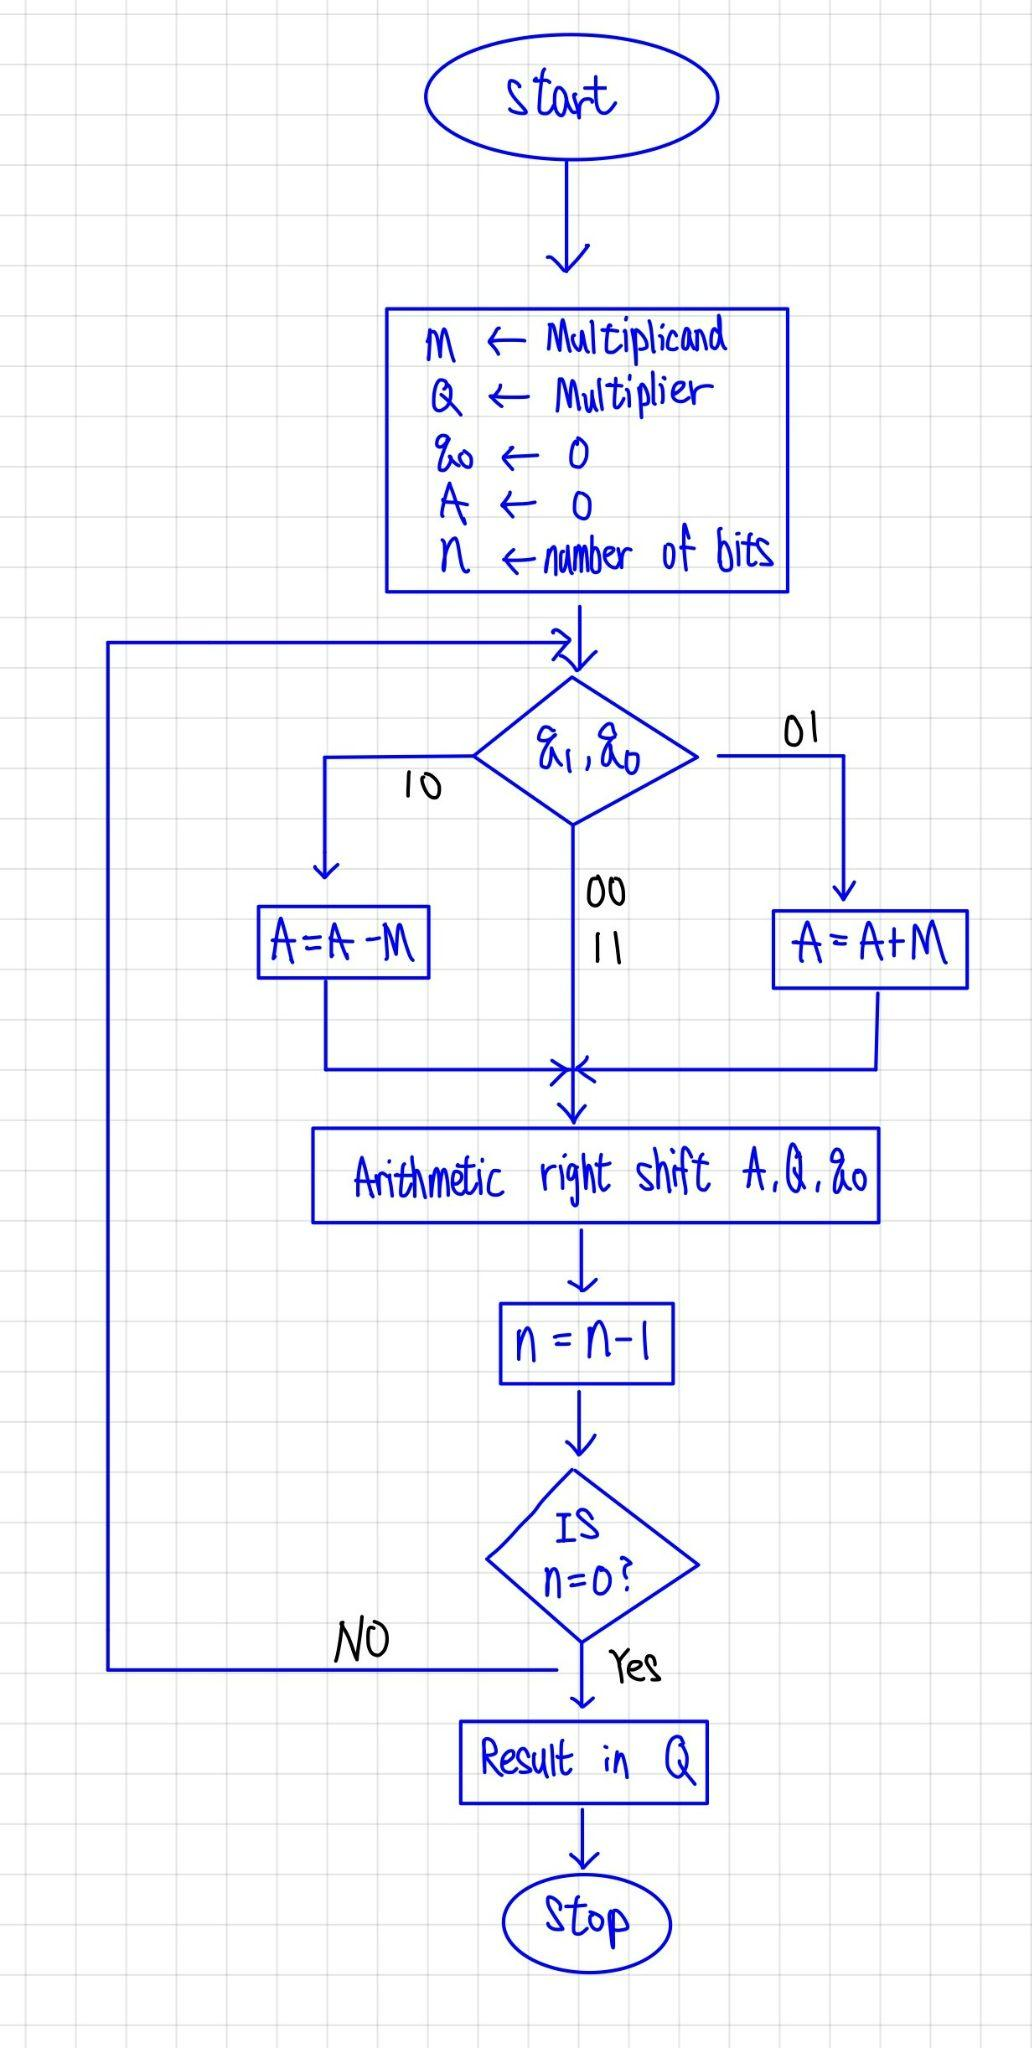 start
M ← Multiplicand
Q ← Multiplier
q0 ← 0
A ← 0
n ← number of bits
q1, q0
10
01
00
11
A=A-M
A=A+M
Arithmetic right shift A,Q,q0
n=n-1
IS
n=0?
NO
Yes
Result in Q
stop